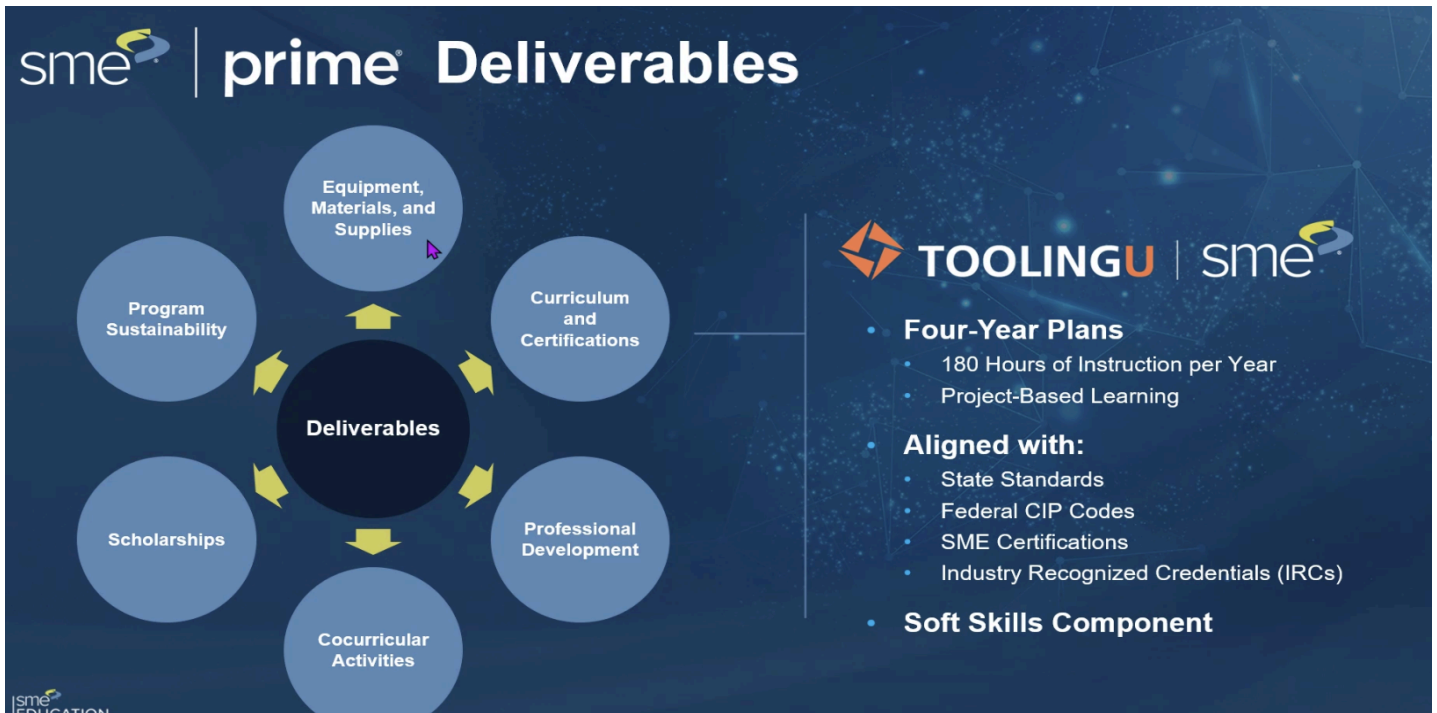 sme | prime® Deliverables
Equipment,
Materials, and
Supplies
Curriculum
and
Certifications
Professional
Development
Cocurricular
Activities
Scholarships
Program
Sustainability
Deliverables
TOOLINGU | sme
• Four-Year Plans
• 180 Hours of Instruction per Year
• Project-Based Learning
• Aligned with:
• State Standards
• Federal CIP Codes
• SME Certifications
• Industry Recognized Credentials (IRCs)
• Soft Skills Component
sme
EDUCATION